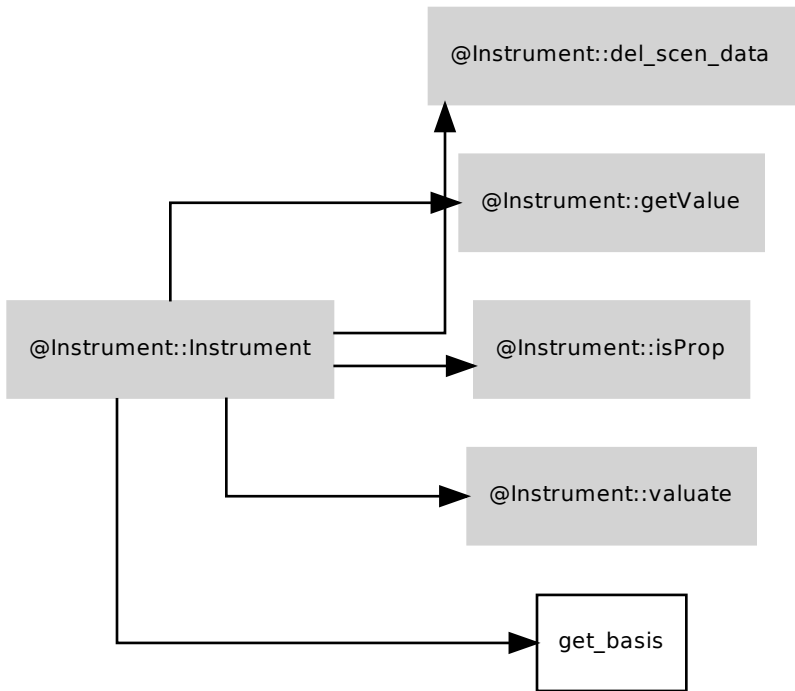 @Instrument::del_scen_data
@Instrument::getValue
@Instrument::Instrument
@Instrument::isProp
@Instrument::valuate
get_basis